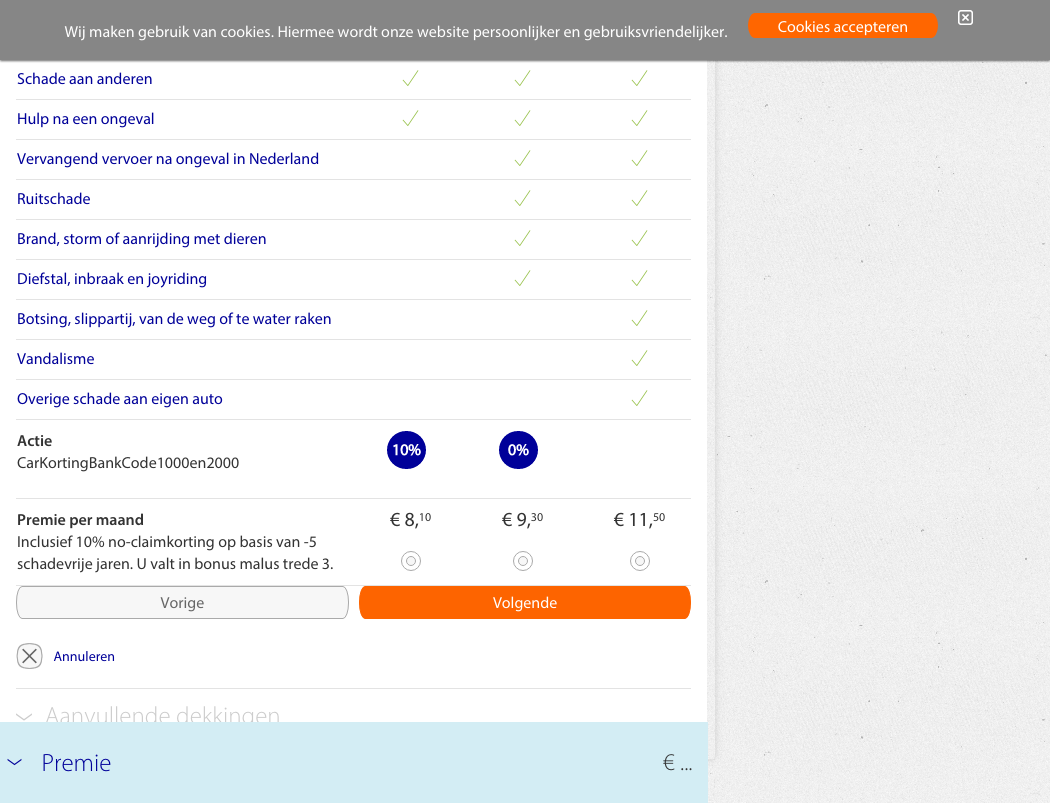 Wij maken gebruik van cookies. Hiermee wordt onze website persoonlijker en gebruiksvriendelijker.
Cookies accepteren
Schade aan anderen
Hulp na een ongeval
Vervangend vervoer na ongeval in Nederland
Ruitschade
Brand, storm of aanrijding met dieren
Diefstal, inbraak en joyriding
Botsing, slippartij, van de weg of te water raken
Vandalisme
Overige schade aan eigen auto
Actie
CarKortingBankCode1000en2000
10%
0%
Premie per maand
Inclusief 10% no-claimkorting op basis van -5
schadevrije jaren. U valt in bonus malus trede 3.
€ 8,10
€ 9,30
€ 11,50
Vorige
Volgende
Annuleren
Aanvullende dekkingen
Premie
€ ...